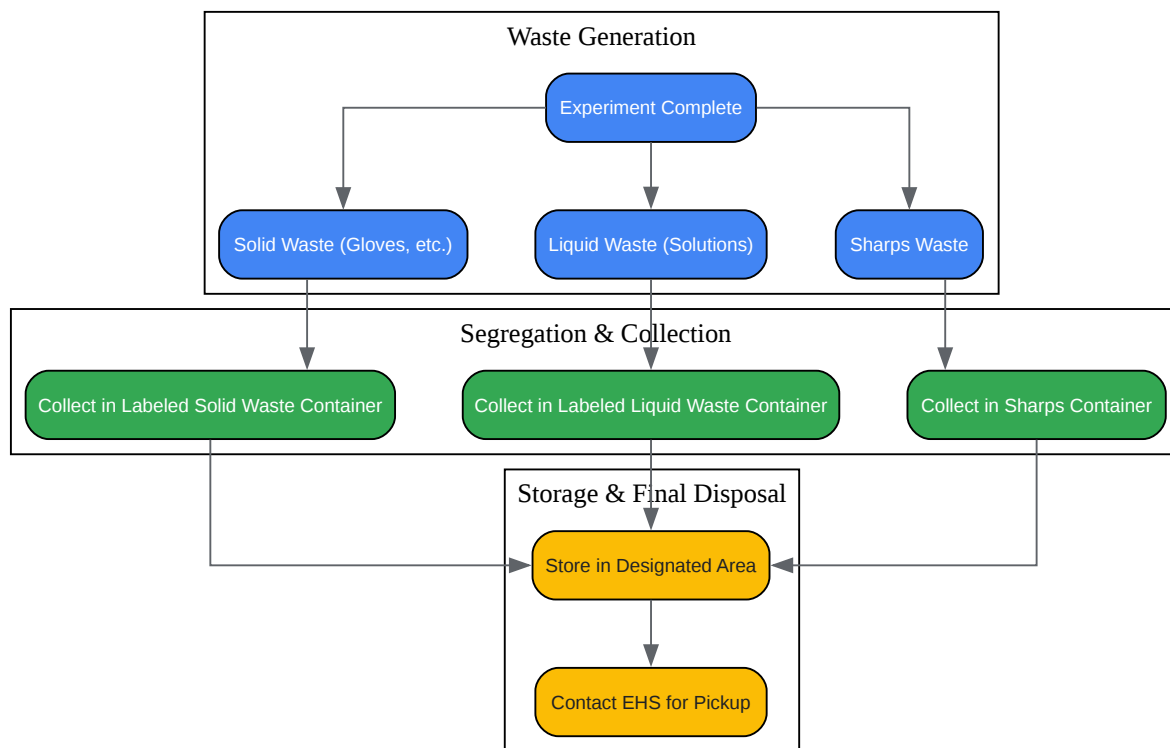 Waste Generation
Experiment Complete
Solid Waste (Gloves, etc.)
Liquid Waste (Solutions)
Sharps Waste
Segregation & Collection
Collect in Labeled Solid Waste Container
Collect in Labeled Liquid Waste Container
Collect in Sharps Container
Storage & Final Disposal
Store in Designated Area
Contact EHS for Pickup